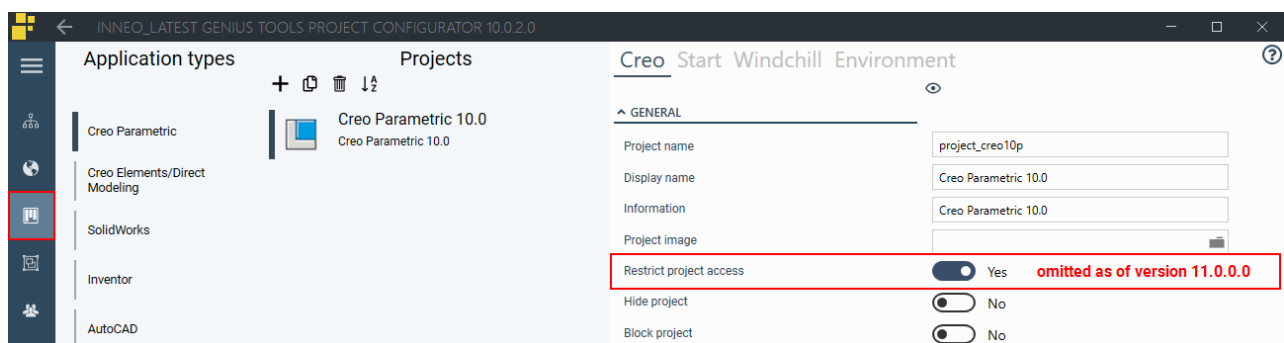 INNEO_LATEST GENIUS TOOLS PROJECT CONFIGURATOR 10.0.2.0
Application types
Projects
Creo Parametric
Creo Elements/Direct
Modeling
SolidWorks
Inventor
AutoCAD
Creo Parametric 10.0
Creo Parametric 10.0
Creo Start Windchill Environment
GENERAL
Project name project_creo10p
Display name Creo Parametric 10.0
Information Creo Parametric 10.0
Project image
Restrict project access Yes omitted as of version 11.0.0.0
Hide project No
Block project No